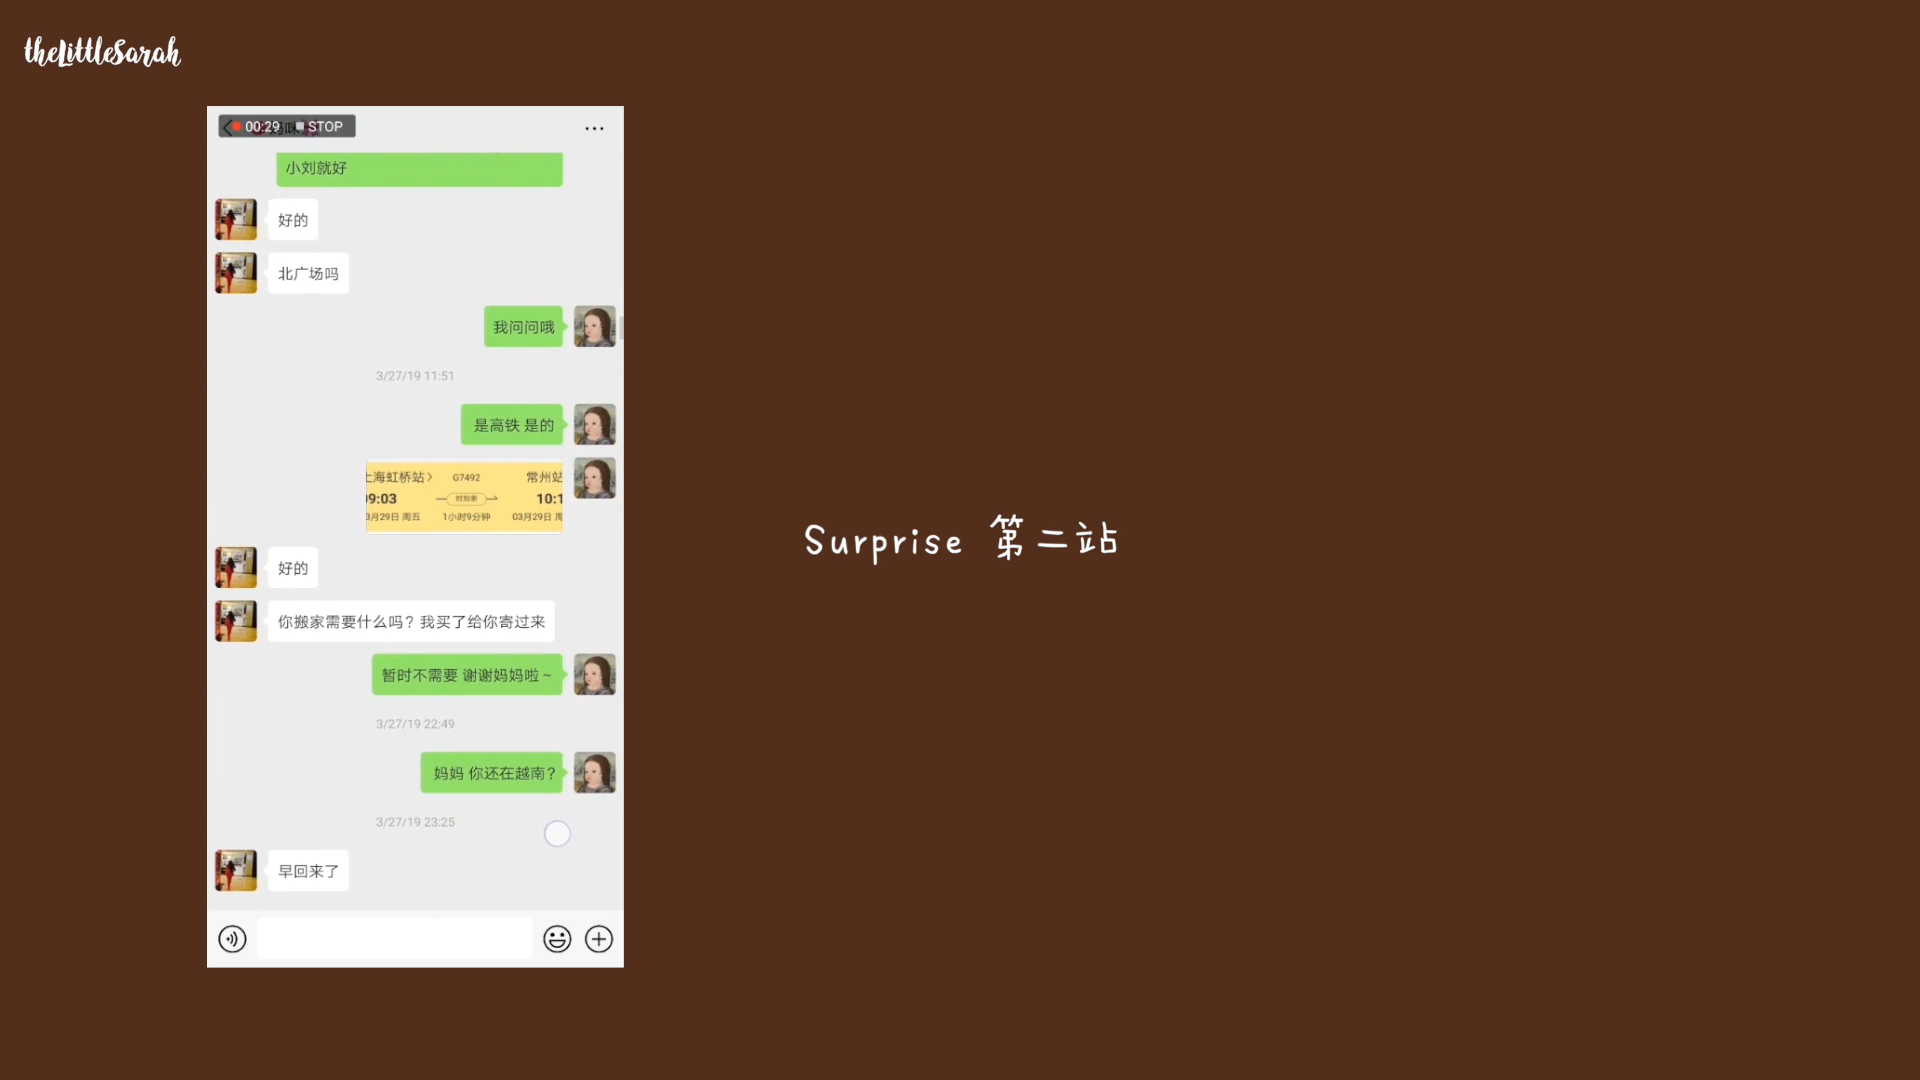 theLittleSarah
00:29 STOP
小刘就好
好的
北广场吗
我问问哦
3/27/19 11:51
是高铁 是的
上海虹桥站 G7492 常州站
09:03 时刻表 10:1
3月29日 周五 1小时9分钟 03月29日 周
好的
你搬家需要什么吗？我买了给你寄过来
暂时不需要 谢谢妈妈啦~
3/27/19 22:49
妈妈 你还在越南？
3/27/19 23:25
早回来了
Surprise 第二站